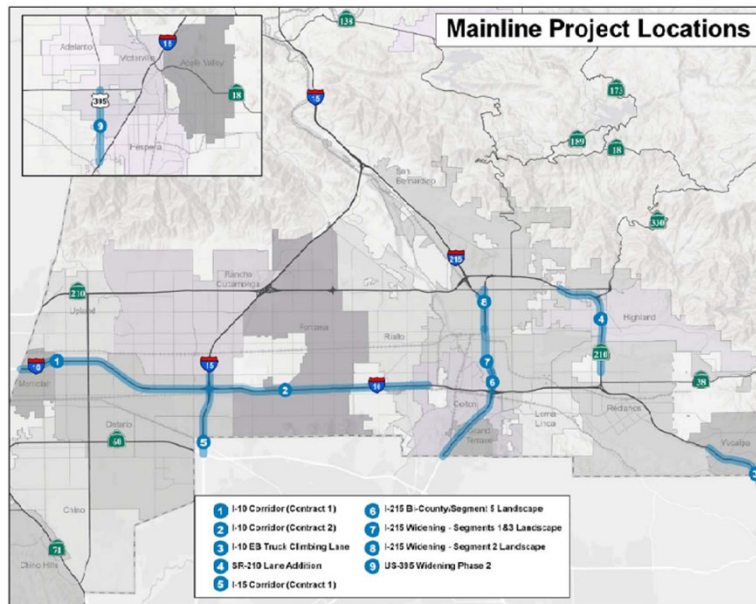 Mainline Project Locations
138
15
Adelanto
Victorville
Apple Valley
18
395
9
Hesperia
15
173
189
18
San
Bernardino
330
215
210
Rancho
Cucamonga
Upland
8
4
Highland
Fontana
Rialto
10
1
15
7
210
Montclair
2
10
6
38
Colton
Loma
Linda
Redlands
Ontario
60
5
Grand
Terrace
Yucaipa
3
Chino
71
Chino Hills
1 I-10 Corridor (Contract 1)
2 I-10 Corridor (Contract 2)
3 I-10 EB Truck Climbing Lane
4 SR-210 Lane Addition
5 I-15 Corridor (Contract 1)
6 I-215 Bi-County/Segment 5 Landscape
7 I-215 Widening - Segments 1&3 Landscape
8 I-215 Widening - Segment 2 Landscape
9 US-395 Widening Phase 2